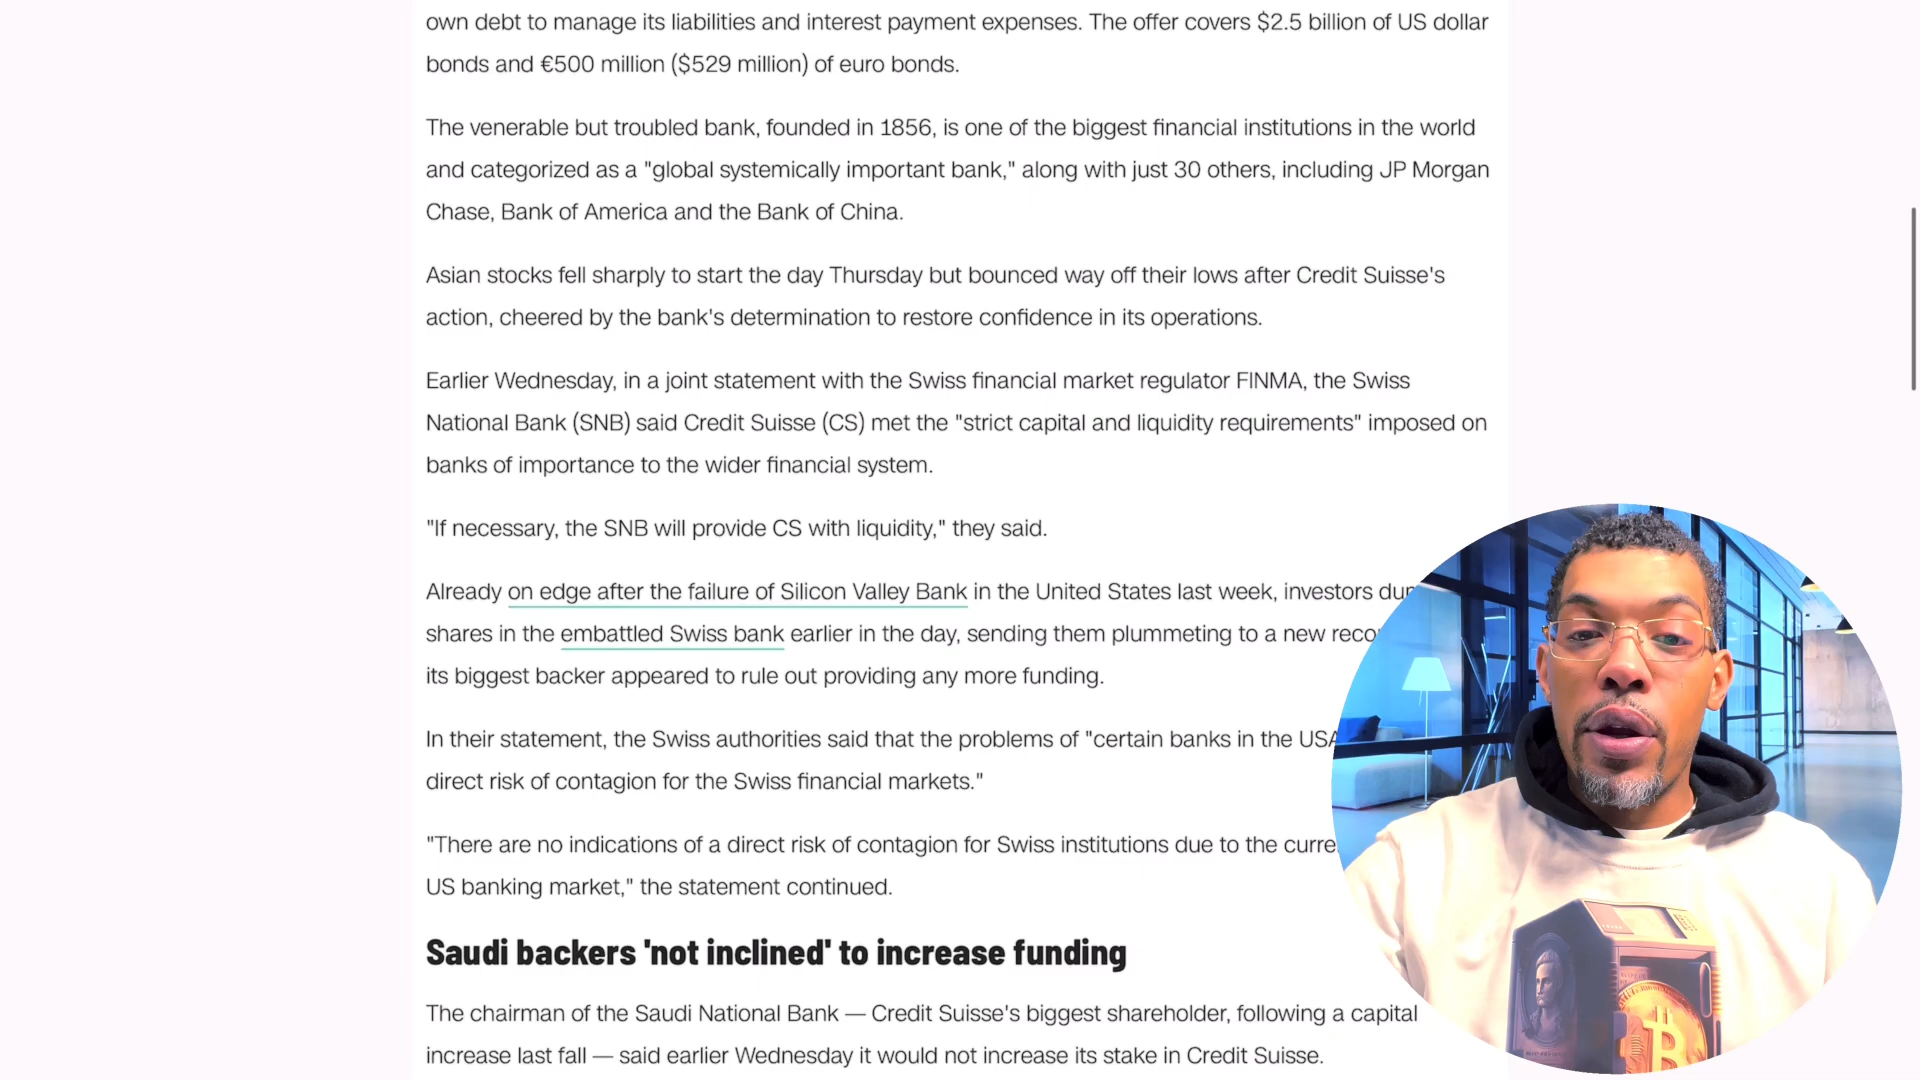 own debt to manage its liabilities and interest payment expenses. The offer covers $2.5 billion of US dollar
bonds and €500 million ($529 million) of euro bonds.
The venerable but troubled bank, founded in 1856, is one of the biggest financial institutions in the world
and categorized as a "global systemically important bank," along with just 30 others, including JP Morgan
Chase, Bank of America and the Bank of China.
Asian stocks fell sharply to start the day Thursday but bounced way off their lows after Credit Suisse's
action, cheered by the bank's determination to restore confidence in its operations.
Earlier Wednesday, in a joint statement with the Swiss financial market regulator FINMA, the Swiss
National Bank (SNB) said Credit Suisse (CS) met the "strict capital and liquidity requirements" imposed on
banks of importance to the wider financial system.
"If necessary, the SNB will provide CS with liquidity," they said.
Already on edge after the failure of Silicon Valley Bank in the United States last week, investors
shares in the embattled Swiss bank earlier in the day, sending them plummeting to a new
its biggest backer appeared to rule out providing any more funding.
In their statement, the Swiss authorities said that the problems of "certain banks in the USA
direct risk of contagion for the Swiss financial markets."
"There are no indications of a direct risk of contagion for Swiss institutions due to the
US banking market," the statement continued.
Saudi backers 'not inclined' to increase funding
The chairman of the Saudi National Bank — Credit Suisse's biggest shareholder, following a capital
increase last fall — said earlier Wednesday it would not increase its stake in Credit Suisse.